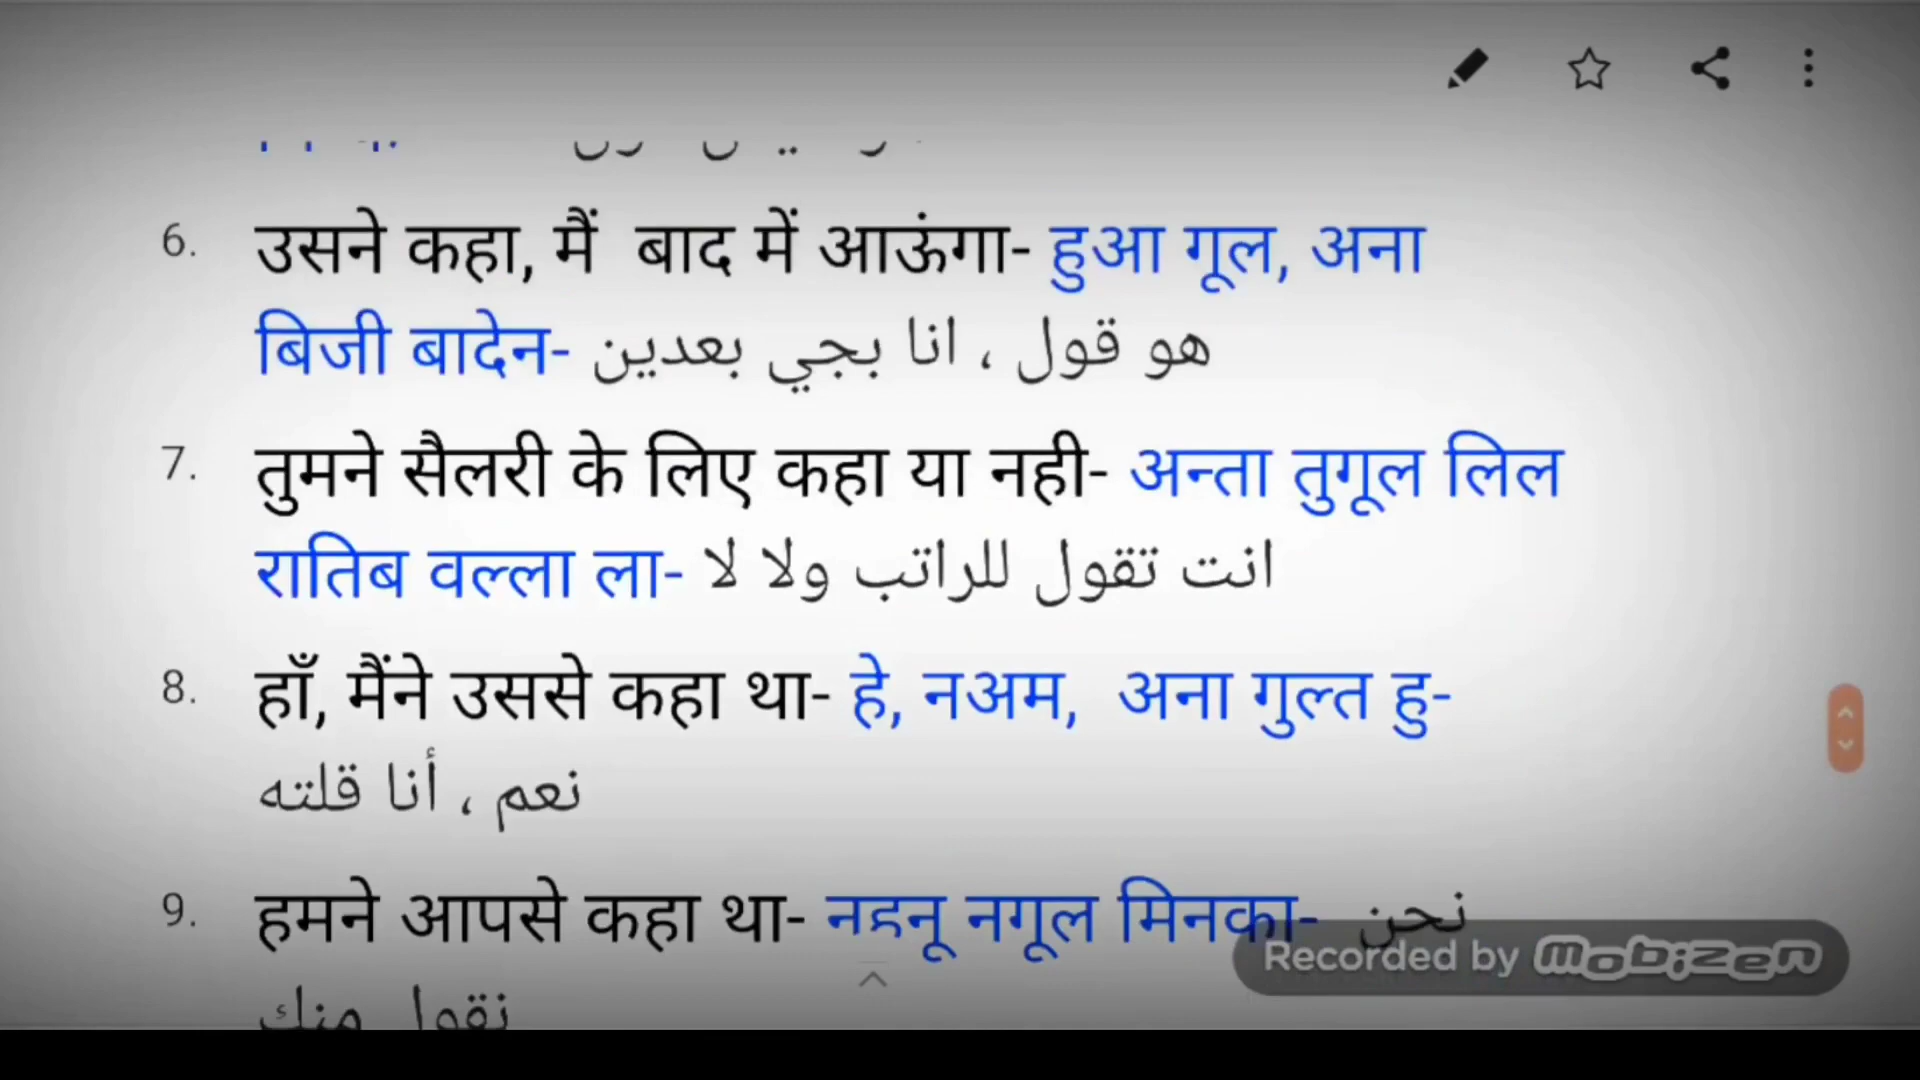 6. उसने कहा, मैं बाद में आऊंगा- हुआ गूल, अना
बिजी बादेन- هو قول ، انا بجي بعدين
7. तुमने सैलरी के लिए कहा या नही- अन्ता तुगूल लिल
रातिब वल्ला ला- انت تقول للراتب ولا لا
8. हाँ, मैंने उससे कहा था- हे, नअम, अना गुल्त हु-
نعم ، أنا قلته
9. हमने आपसे कहा था- नहनू नगूल मिनका- نحن
نقول منك
Recorded by mobizen